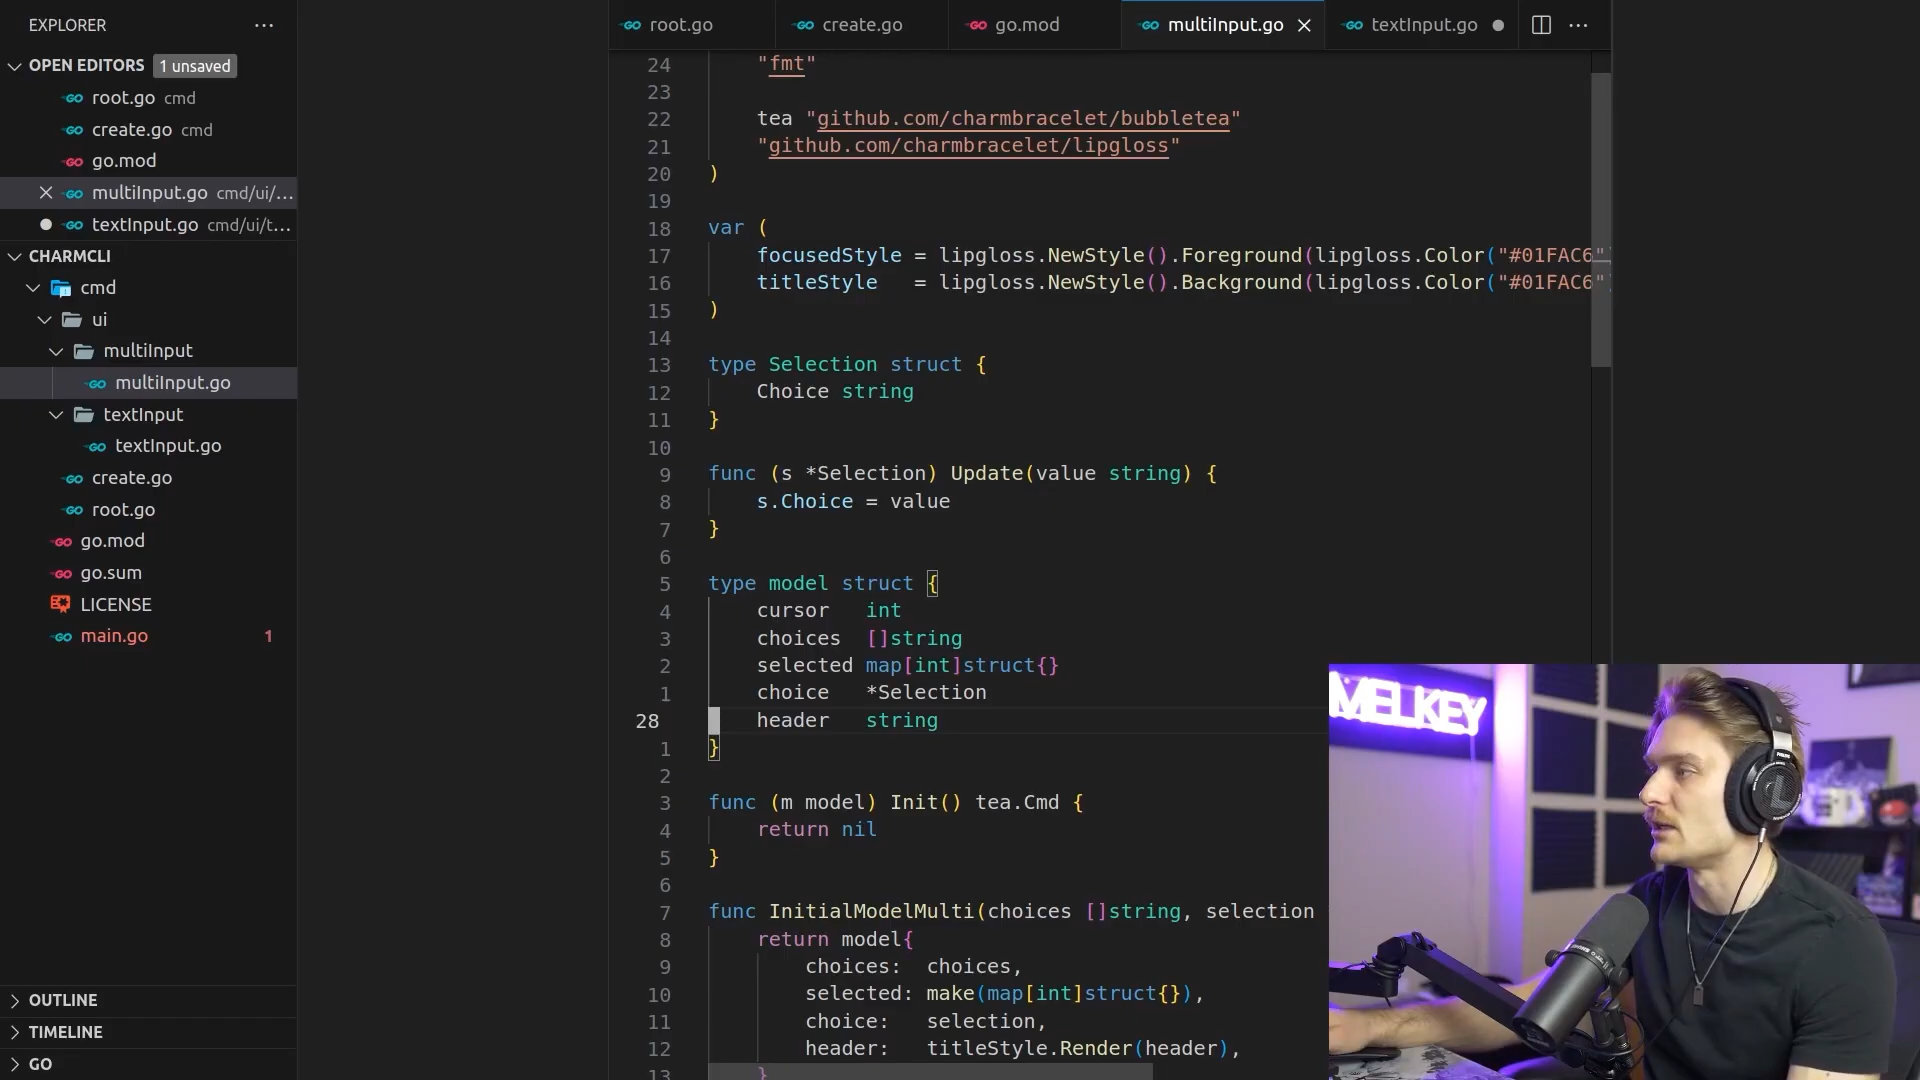 EXPLORER
OPEN EDITORS 1 unsaved
root.go cmd
create.go cmd
go.mod
multiInput.go cmd/ui/...
textInput.go cmd/ui/t...
CHARMCLI
cmd
ui
multiInput
multiInput.go
textInput
textInput.go
create.go
root.go
go.mod
go.sum
LICENSE
main.go 1
OUTLINE
TIMELINE
GO
root.go
create.go
go.mod
multiInput.go
textInput.go
24 "fmt"
23
22 tea "github.com/charmbracelet/bubbletea"
21 "github.com/charmbracelet/lipgloss"
20 )
19
18 var (
17 focusedStyle = lipgloss.NewStyle().Foreground(lipgloss.Color("#01FAC6"
16 titleStyle = lipgloss.NewStyle().Background(lipgloss.Color("#01FAC6"
15 )
14
13 type Selection struct {
12 Choice string
11 }
10
9 func (s *Selection) Update(value string) {
8 s.Choice = value
7 }
6
5 type model struct {
4 cursor int
3 choices []string
2 selected map[int]struct{}
1 choice *Selection
28 header string
1 }
2
3 func (m model) Init() tea.Cmd {
4 return nil
5 }
6
7 func InitialModelMulti(choices []string, selection
8 return model{
9 choices: choices,
10 selected: make(map[int]struct{}),
11 choice: selection,
12 header: titleStyle.Render(header),
13 }
MELKEY